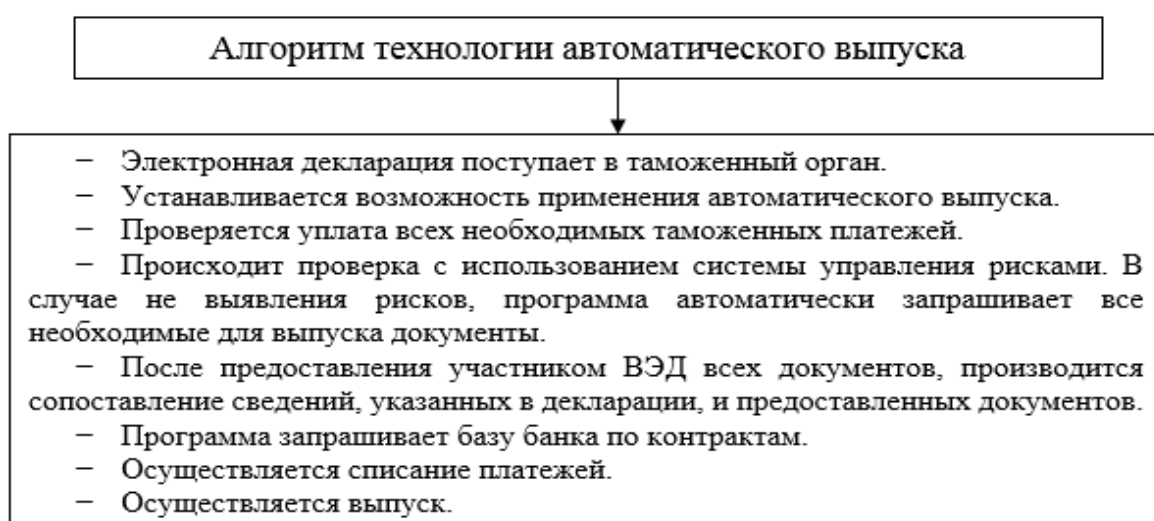 Алгоритм технологии автоматического выпуска
− Электронная декларация поступает в таможенный орган.
− Устанавливается возможность применения автоматического выпуска.
− Проверяется уплата всех необходимых таможенных платежей.
− Происходит проверка с использованием системы управления рисками. В
случае не выявления рисков, программа автоматически запрашивает все
необходимые для выпуска документы.
− После предоставления участником ВЭД всех документов, производится
сопоставление сведений, указанных в декларации, и предоставленных документов.
− Программа запрашивает базу банка по контрактам.
− Осуществляется списание платежей.
− Осуществляется выпуск.